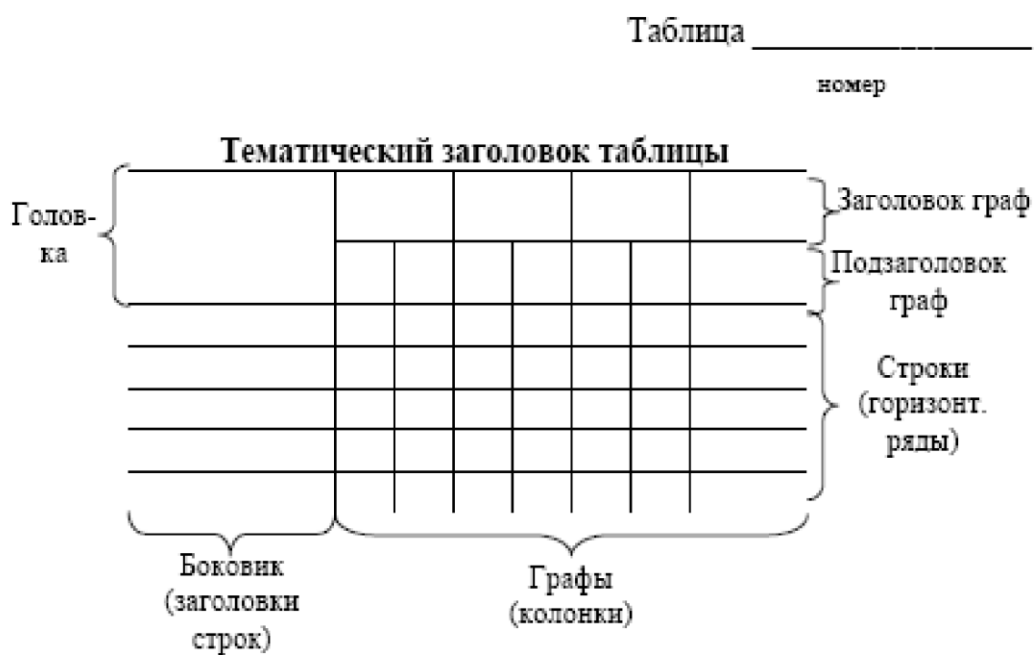 Таблица __________________
номер
Тематический заголовок таблицы
Голов-
ка
Заголовок граф
Подзаголовок
граф
Строки
(горизонт.
ряды)
Боковик
(заголовки
строк)
Графы
(колонки)